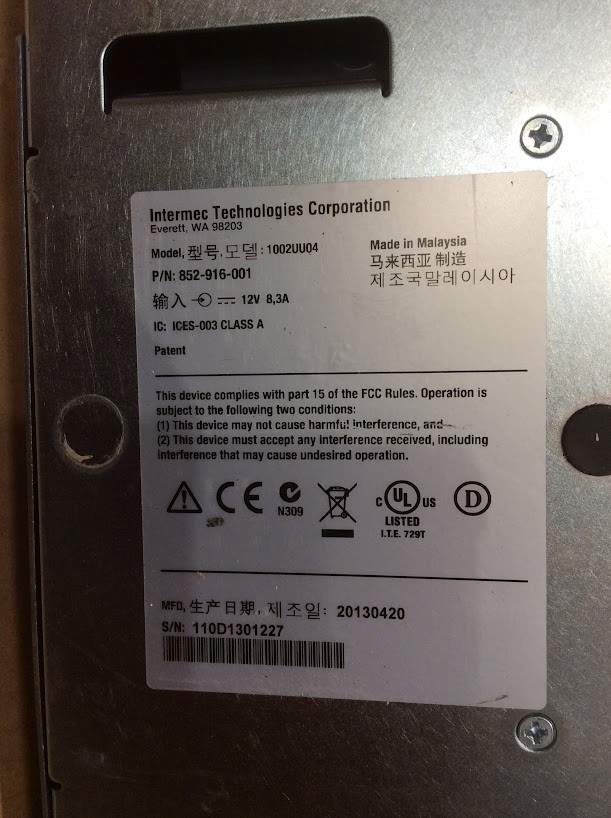 Intermec Technologies Corporation
Everett, WA 98203
Model, 型号, 모델: 1002UU04
P/N: 852-916-001
Made in Malaysia
马来西亚 制造
제조국말레이시아
输入 12V 8,3A
IC: ICES-003 CLASS A
Patent
This device complies with part 15 of the FCC Rules. Operation is
subject to the following two conditions:
(1) This device may not cause harmful interference, and
(2) This device must accept any interference received, including
interference that may cause undesired operation.
CE
N309
C UL US
LISTED
I.T.E. 729T
D
MFD, 生产日期, 제조일: 20130420
S/N: 110D1301227